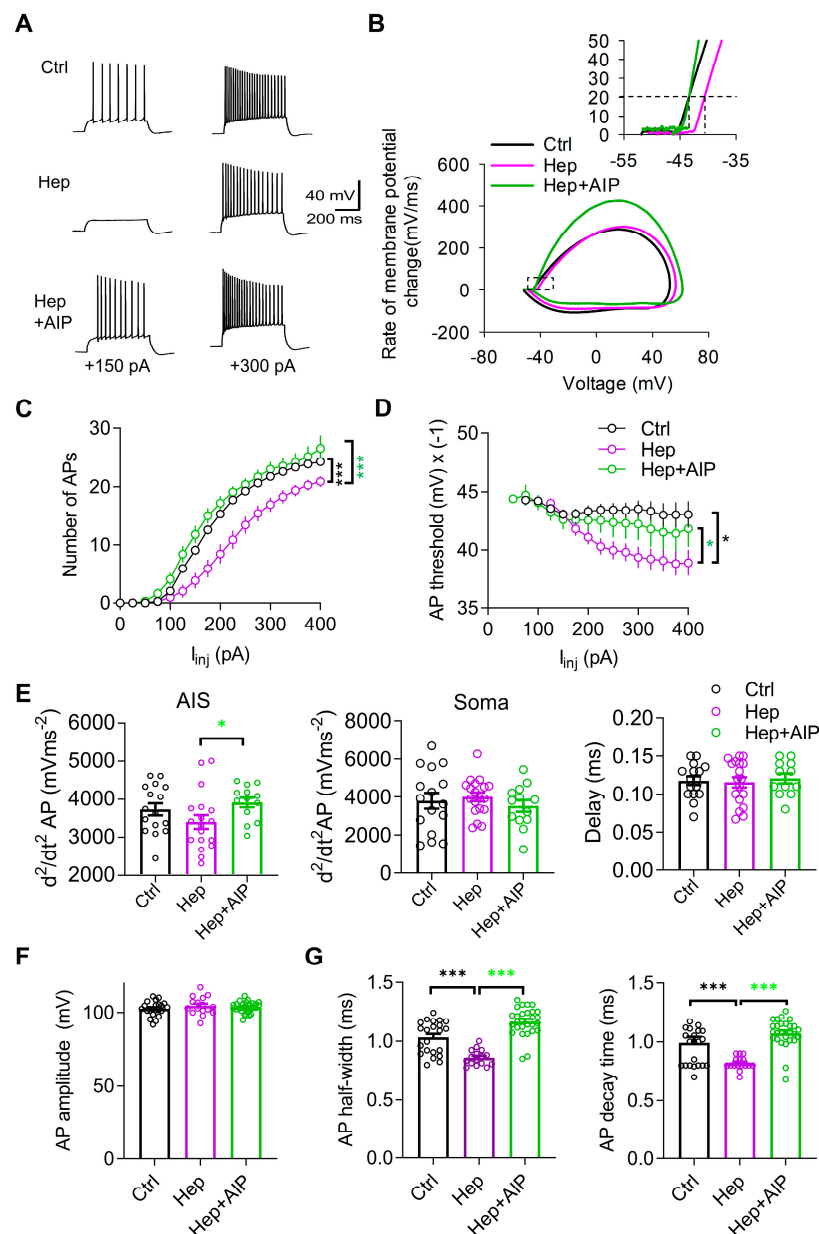 A
Ctrl
Hep
Hep
+AIP
40 mV
200 ms
+150 pA
+300 pA
B
50
40
30
20
10
0
-55
-45
-35
Ctrl
Hep
Hep+AIP
Rate of membrane potential
change(mV/ms)
600
400
200
0
-200
-80
-40
0
40
80
Voltage (mV)
C
Number of APs
30
20
10
0
0
100
200
300
400
Iinj (pA)
***
***
D
AP threshold (mV) x (-1)
50
45
40
35
0
100
200
300
400
Iinj (pA)
Ctrl
Hep
Hep+AIP
*
*
E
AIS
d²/dt² AP (mVms⁻²)
6000
5000
4000
3000
2000
*
Ctrl
Hep
Hep+AIP
Soma
d²/dt² AP (mVms⁻²)
8000
6000
4000
2000
0
Ctrl
Hep
Hep+AIP
Ctrl
Hep
Hep+AIP
Delay (ms)
0.20
0.15
0.10
0.05
0.00
Ctrl
Hep
Hep+AIP
F
AP amplitude (mV)
100
50
0
Ctrl
Hep
Hep+AIP
G
AP half-width (ms)
1.5
1.0
0.5
0.0
***
***
Ctrl
Hep
Hep+AIP
AP decay time (ms)
1.5
1.0
0.5
0.0
***
***
Ctrl
Hep
Hep+AIP